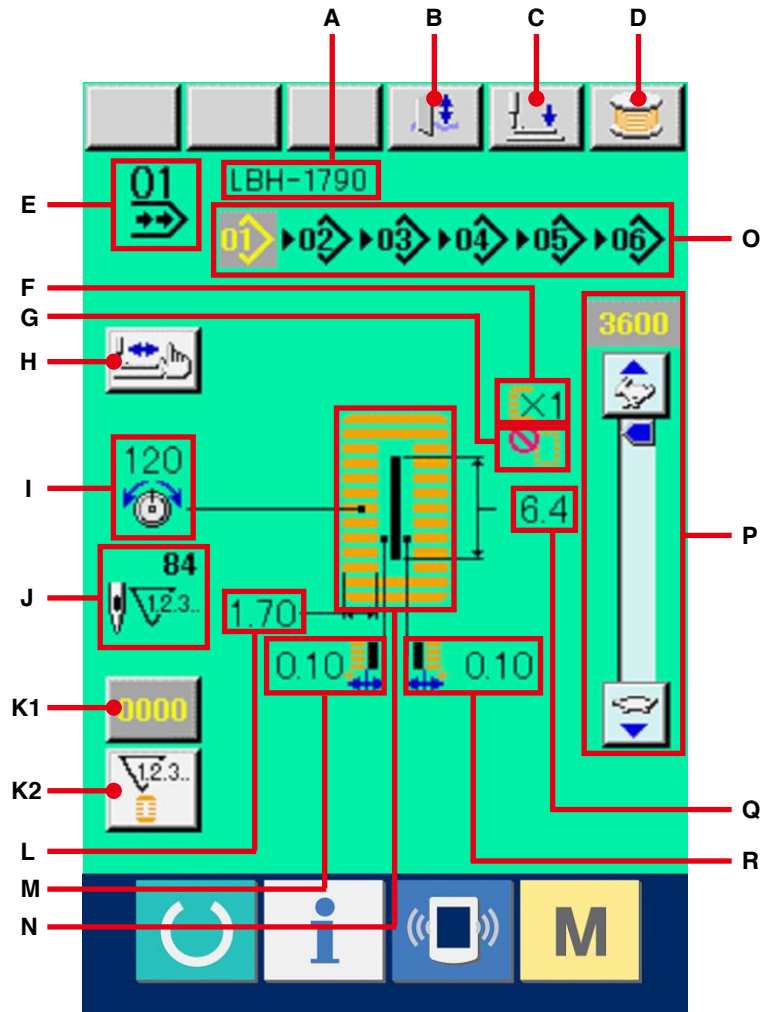 A B C D
E 01 LBH-1790
01 02 03 04 05 06 O
F
G
H
3600
×1
I 120
6.4
P
J 84
1.2.3..
1.70
0.10 0.10
K1 0000
K2 1.2.3..
Q
L
R
M
N
i M